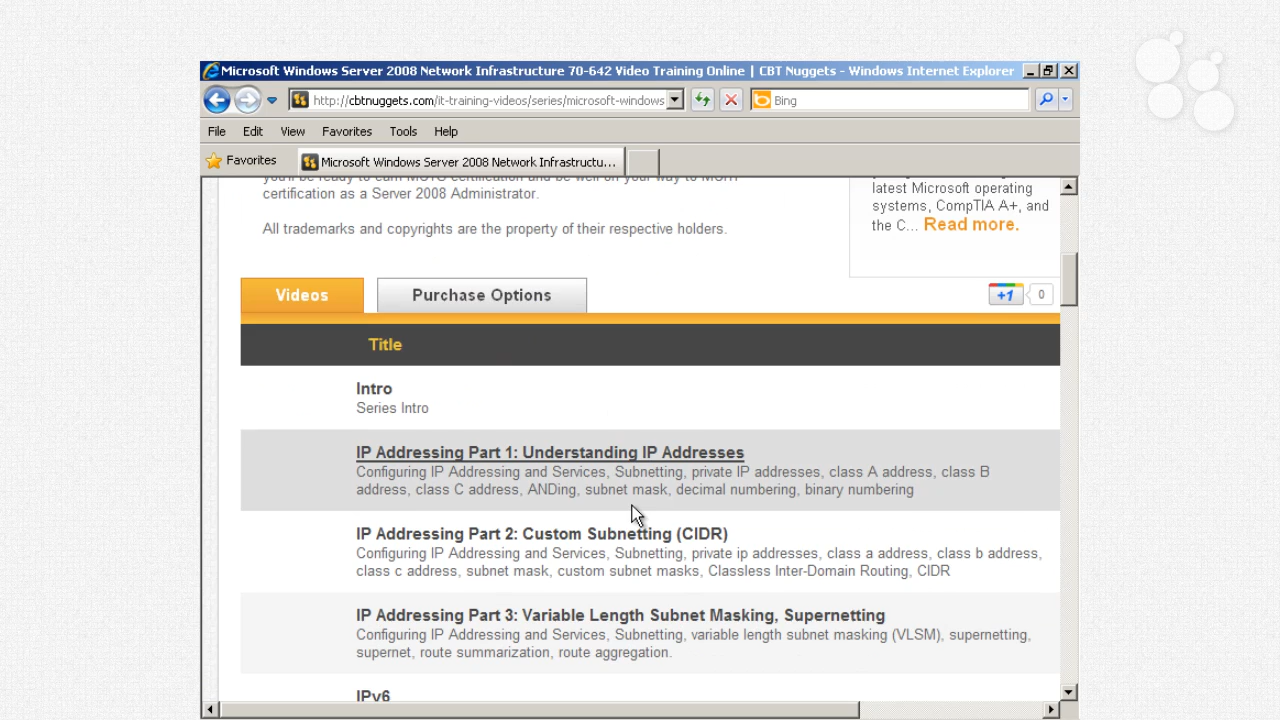 Microsoft Windows Server 2008 Network Infrastructure 70-642 Video Training Online | CBT Nuggets - Windows Internet Explorer
http://cbtnuggets.com/it-training-videos/series/microsoft-windows
Bing
File Edit View Favorites Tools Help
Favorites
Microsoft Windows Server 2008 Network Infrastructu...
certification as a Server 2008 Administrator.
All trademarks and copyrights are the property of their respective holders.
latest Microsoft operating
systems, CompTIA A+, and
the C... Read more.
Videos
Purchase Options
+1
0
Title
Intro
Series Intro
IP Addressing Part 1: Understanding IP Addresses
Configuring IP Addressing and Services, Subnetting, private IP addresses, class A address, class B
address, class C address, ANDing, subnet mask, decimal numbering, binary numbering
IP Addressing Part 2: Custom Subnetting (CIDR)
Configuring IP Addressing and Services, Subnetting, private ip addresses, class a address, class b address,
class c address, subnet mask, custom subnet masks, Classless Inter-Domain Routing, CIDR
IP Addressing Part 3: Variable Length Subnet Masking, Supernetting
Configuring IP Addressing and Services, Subnetting, variable length subnet masking (VLSM), supernetting,
supernet, route summarization, route aggregation.
IPv6